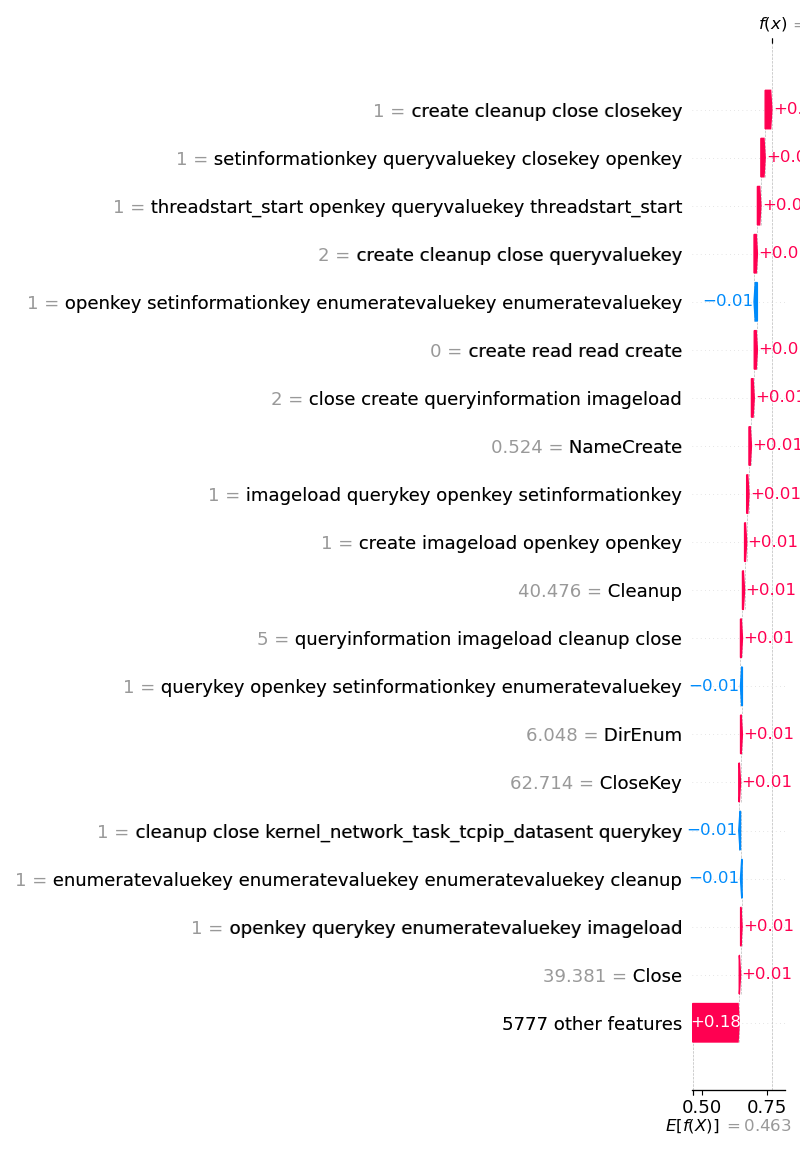 f(x) =
1 = create cleanup close closekey +0.
1 = setinformationkey queryvaluekey closekey openkey +0.0
1 = threadstart_start openkey queryvaluekey threadstart_start +0.0
2 = create cleanup close queryvaluekey +0.0
1 = openkey setinformationkey enumeratevaluekey enumeratevaluekey −0.01
0 = create read read create +0.0
2 = close create queryinformation imageload +0.01
0.524 = NameCreate +0.01
1 = imageload querykey openkey setinformationkey +0.01
1 = create imageload openkey openkey +0.01
40.476 = Cleanup +0.01
5 = queryinformation imageload cleanup close +0.01
1 = querykey openkey setinformationkey enumeratevaluekey −0.01
6.048 = DirEnum +0.01
62.714 = CloseKey +0.01
1 = cleanup close kernel_network_task_tcpip_datasent querykey −0.01
1 = enumeratevaluekey enumeratevaluekey enumeratevaluekey cleanup −0.01
1 = openkey querykey enumeratevaluekey imageload +0.01
39.381 = Close +0.01
5777 other features +0.18
0.50 0.75
E[f(X)] = 0.463